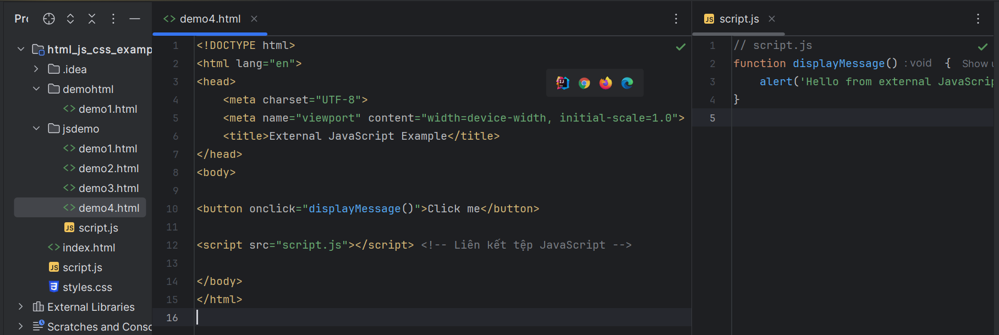 Pro
html_js_css_examp
.idea
demohtml
demo1.html
jsdemo
demo1.html
demo2.html
demo3.html
demo4.html
JS script.js
index.html
JS script.js
styles.css
External Libraries
Scratches and Consc
<> demo4.html
1 <!DOCTYPE html>
2 <html lang="en">
3 <head>
4 <meta charset="UTF-8">
5 <meta name="viewport" content="width=device-width, initial-scale=1.0">
6 <title>External JavaScript Example</title>
7 </head>
8 <body>
9
10 <button onclick="displayMessage()">Click me</button>
11
12 <script src="script.js"></script> <!-- Liên kết tệp JavaScript -->
13
14 </body>
15 </html>
16
JS script.js
1 // script.js
2 function displayMessage() : void { Show u
3 alert('Hello from external JavaScrip
4 }
5